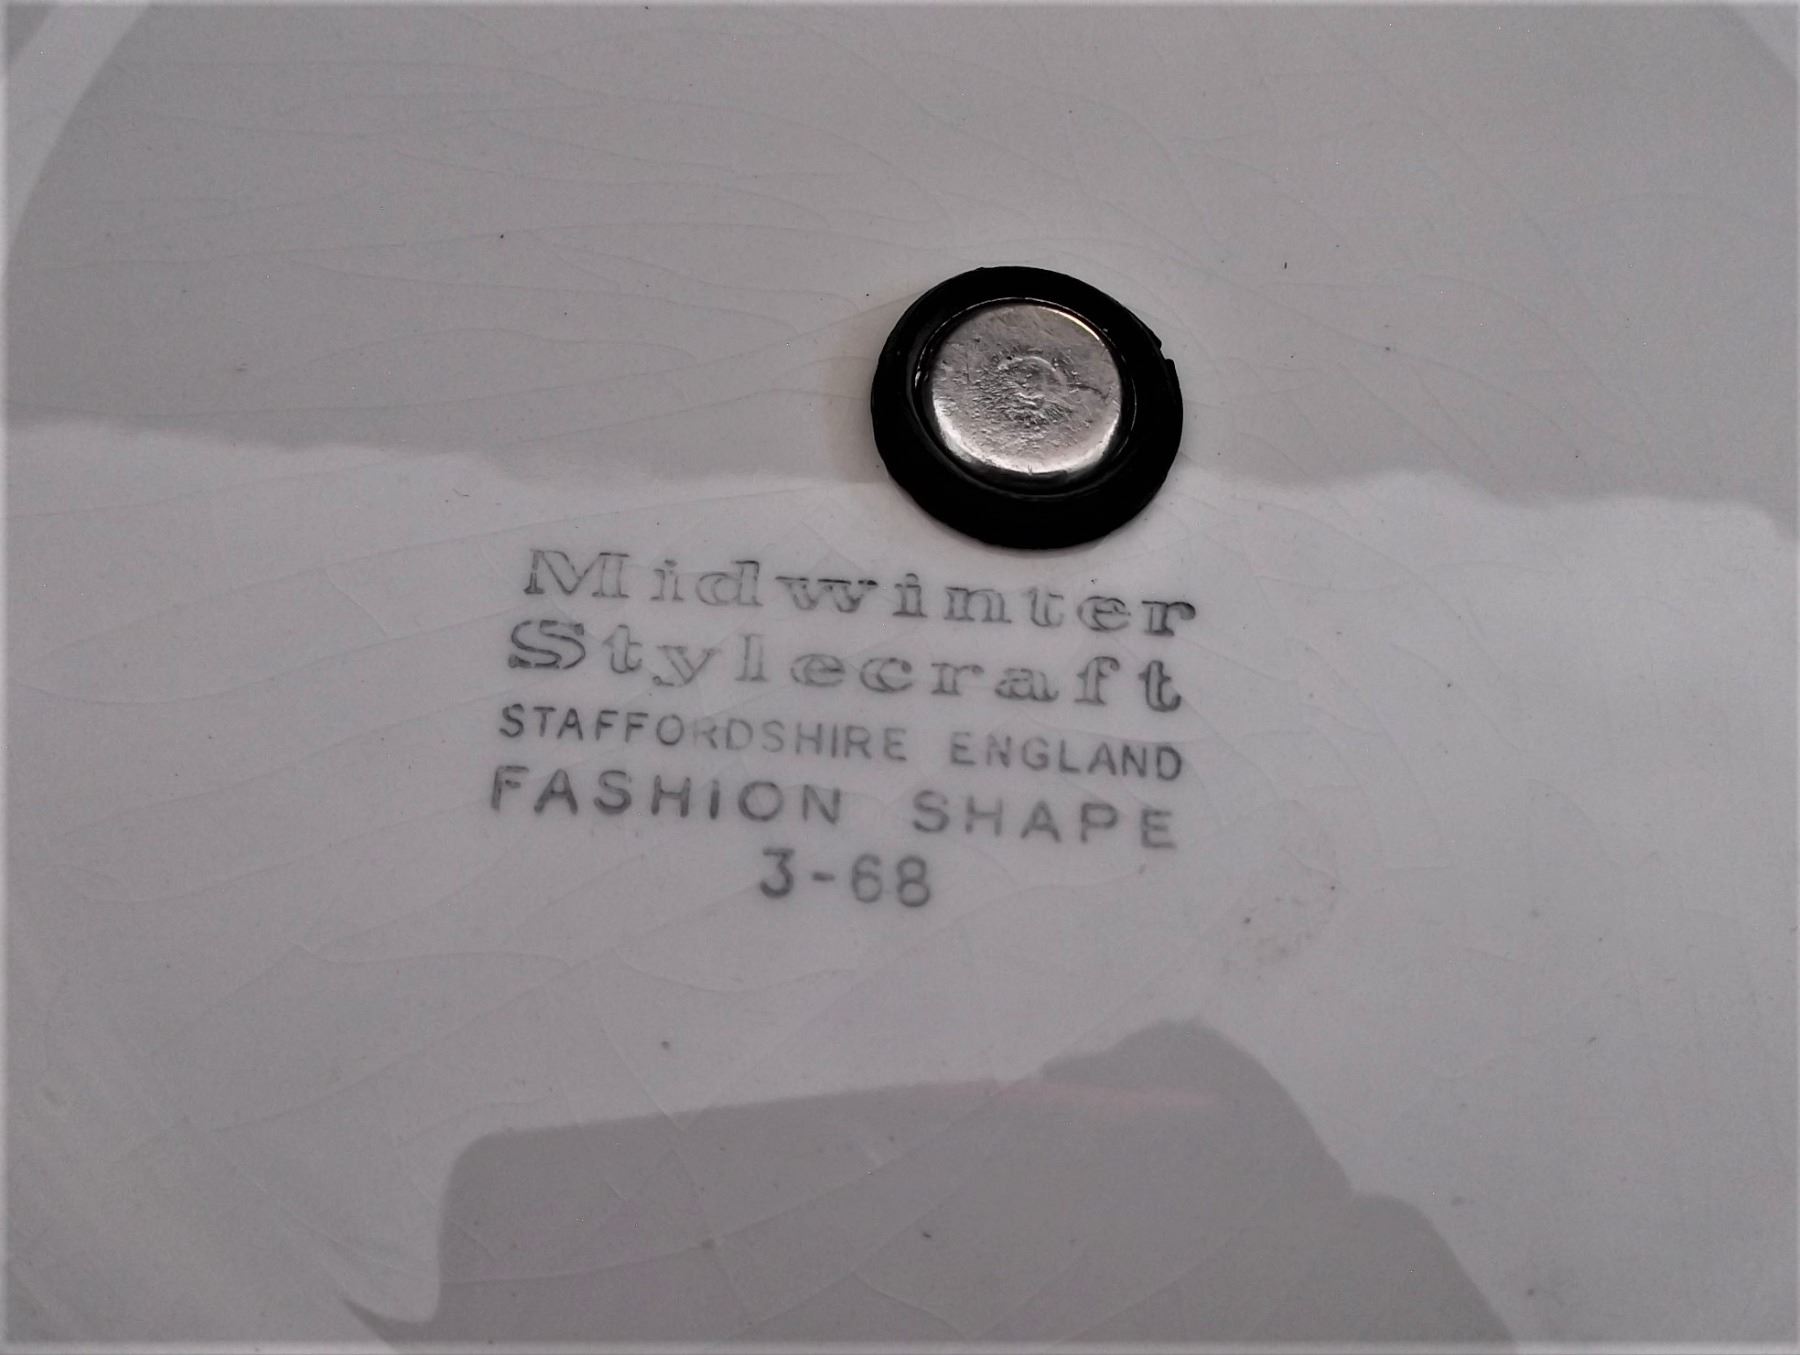 Midwinter
Stylecraft
STAFFORDSHIRE ENGLAND
FASHION SHAPE
3-68